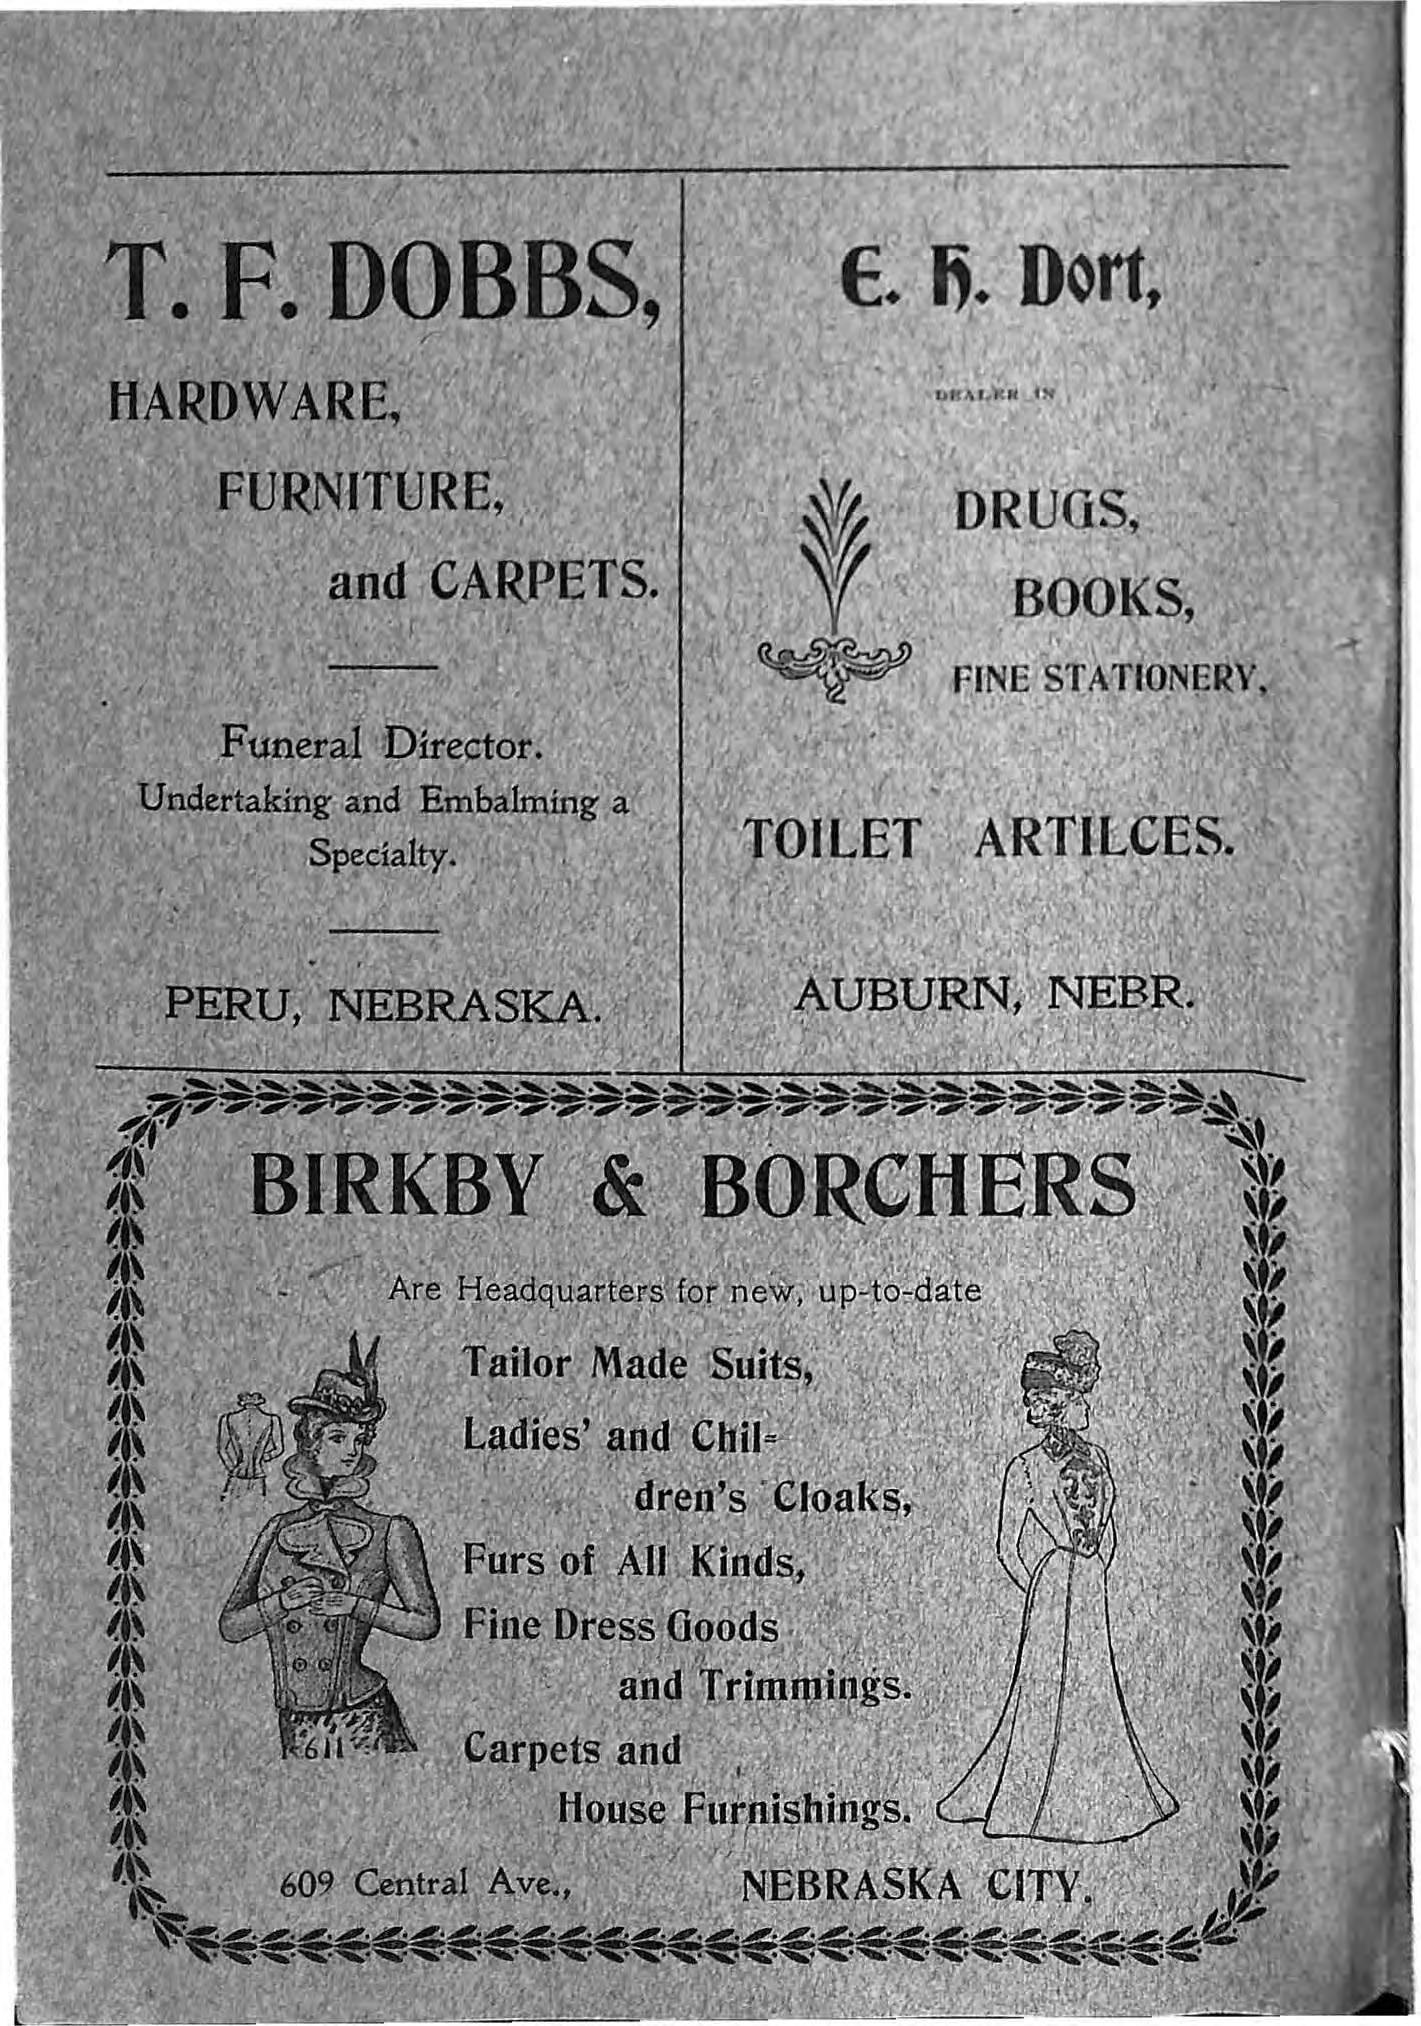 T. F. DOBBS,
HARDWARE,
FURNITURE,
and CARPETS.
Funeral Director.
Undertaking and Embalming a
Specialty.
PERU, NEBRASKA.
E. H. Dort,
DEALER IN
DRUGS,
BOOKS,
FINE STATIONERY,
TOILET ARTILCES.
AUBURN, NEBR.
BIRKBY & BORCHERS
Are Headquarters for new, up-to-date
Tailor Made Suits,
Ladies' and Chil=
dren's Cloaks,
Furs of All Kinds,
Fine Dress Goods
and Trimmings.
Carpets and
House Furnishings.
611
609 Central Ave., NEBRASKA CITY.